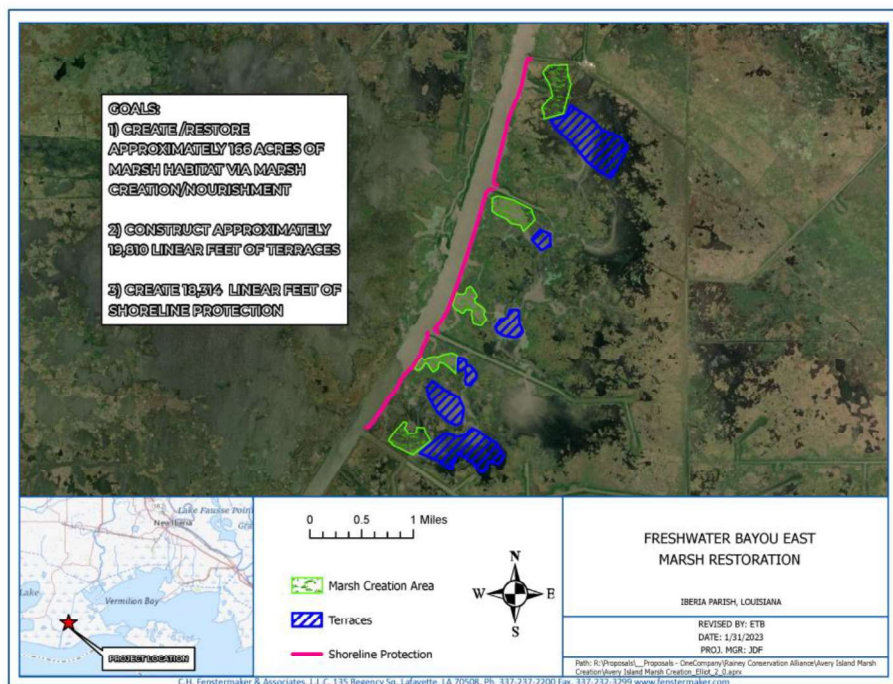 GOALS:
1) CREATE /RESTORE
APPROXIMATELY 166 ACRES OF
MARSH HABITAT VIA MARSH
CREATION/NOURISHMENT
2) CONSTRUCT APPROXIMATELY
19,810 LINEAR FEET OF TERRACES
3) CREATE 18,314 LINEAR FEET OF
SHORELINE PROTECTION
Lake Fausse Point
New Iberia
Lake
Vermilion Bay
PROJECT LOCATION
0 0.5 1 Miles
Marsh Creation Area
Terraces
Shoreline Protection
N
W E
S
FRESHWATER BAYOU EAST
MARSH RESTORATION
IBERIA PARISH, LOUISIANA
REVISED BY: ETB
DATE: 1/31/2023
PROJ. MGR: JDF
Path: R:\Proposals\__Proposals - OneCompany\Rainey Conservation Alliance\Avery Island Marsh
Creation\Avery Island Marsh Creation_Elliot_2_0.aprx
C.H. Fenstermaker & Associates, L.L.C. 135 Regency Sq. Lafayette, LA 70508, Ph. 337-237-2200 Fax. 337-232-3299 www.fenstermaker.com